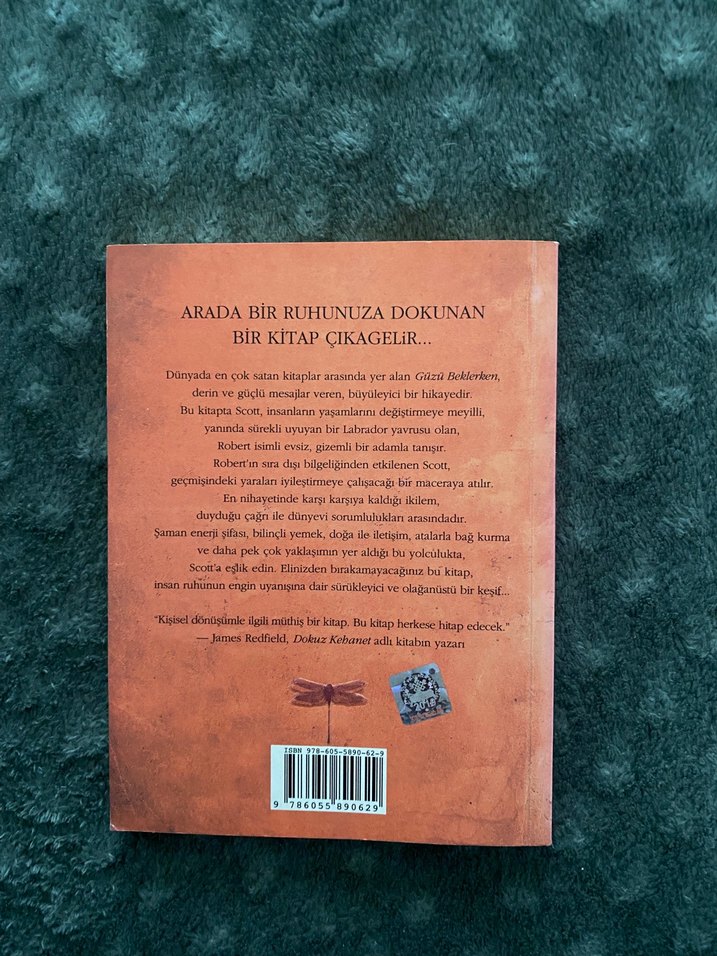 ARADA BİR RUHUNUZA DOKUNAN
BİR KİTAP ÇIKAGELİR...
Dünyada en çok satan kitaplar arasında yer alan Güzü Beklerken,
derin ve güçlü mesajlar veren, büyüleyici bir hikayedir.
Bu kitapta Scott, insanların yaşamlarını değiştirmeye meyilli,
yanında sürekli uyuyan bir Labrador yavrusu olan,
Robert isimli evsiz, gizemli bir adamla tanışır.
Robert'ın sıra dışı bilgeliğinden etkilenen Scott,
geçmişindeki yaraları iyileştirmeye çalışacağı bir maceraya atılır.
En nihayetinde karşı karşıya kaldığı ikilem,
duyduğu çağrı ile dünyevi sorumlulukları arasındadır.
Şaman enerji şifası, bilinçli yemek, doğa ile iletişim, atalarla bağ kurma
ve daha pek çok yaklaşımın yer aldığı bu yolculukta,
Scott'a eşlik edin. Elinizden bırakamayacağınız bu kitap,
insan ruhunun engin uyanışına dair sürükleyici ve olağanüstü bir keşif...
"Kişisel dönüşümle ilgili müthiş bir kitap. Bu kitap herkese hitap edecek."
— James Redfield, Dokuz Kehanet adlı kitabın yazarı
ISBN 978-605-5890-62-9
9 786055 890629